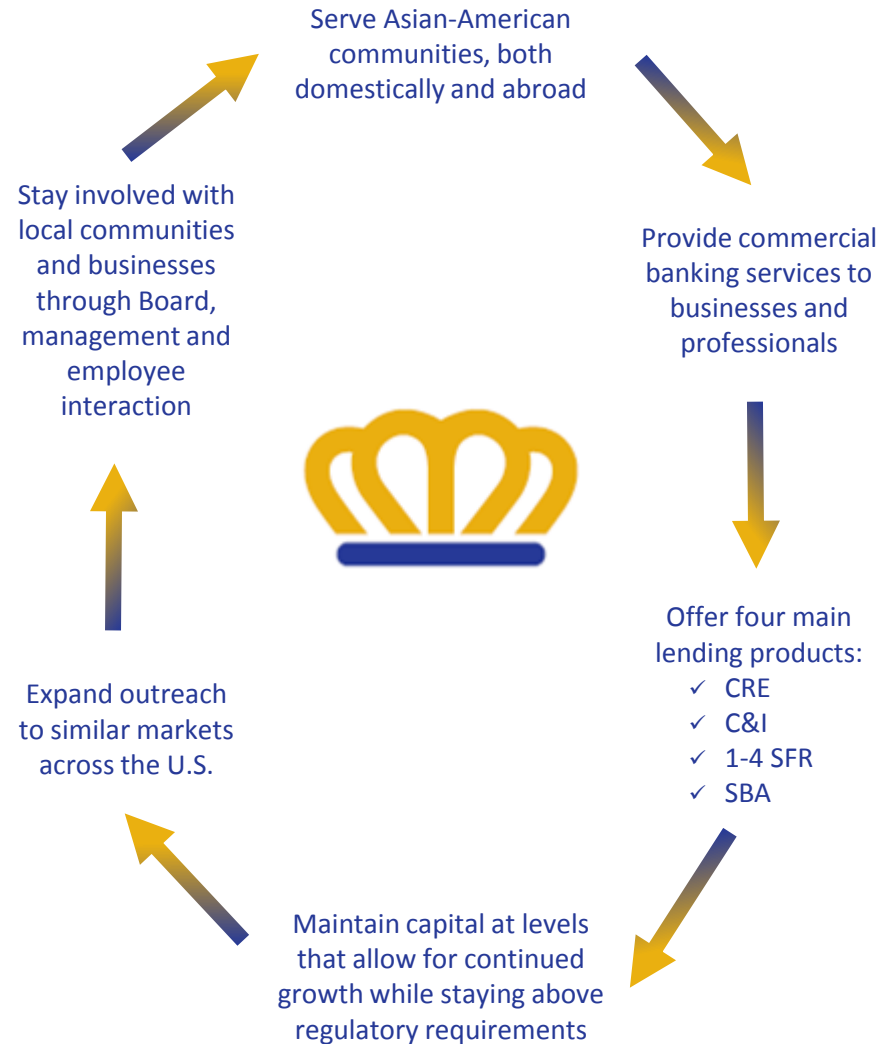 Serve Asian-American
communities, both
domestically and abroad
Provide commercial
banking services to
businesses and
professionals
Offer four main
lending products:
✓ CRE
✓ C&I
✓ 1-4 SFR
✓ SBA
Maintain capital at levels
that allow for continued
growth while staying above
regulatory requirements
Expand outreach
to similar markets
across the U.S.
Stay involved with
local communities
and businesses
through Board,
management and
employee
interaction